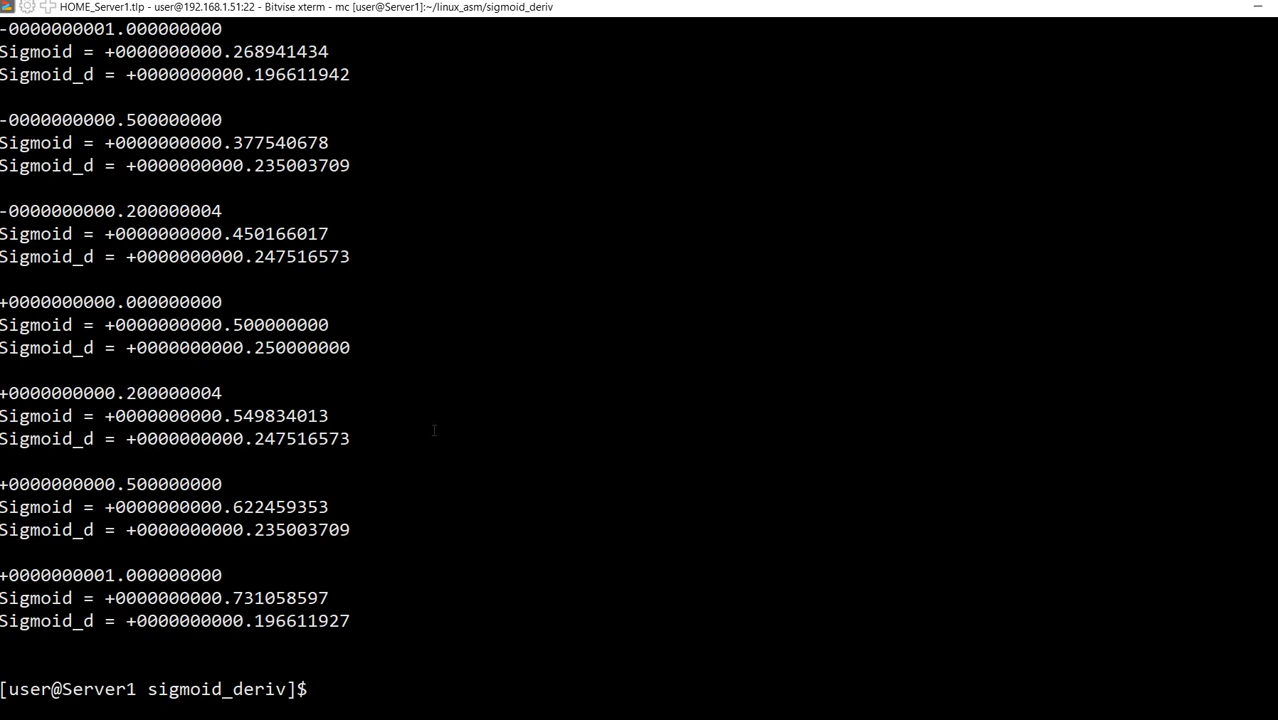 HOME_Server1.tlp - user@192.168.1.51:22 - Bitvise xterm - mc [user@Server1]:~/linux_asm/sigmoid_deriv
-0000000001.000000000
Sigmoid = +0000000000.268941434
Sigmoid_d = +0000000000.196611942
-0000000000.500000000
Sigmoid = +0000000000.377540678
Sigmoid_d = +0000000000.235003709
-0000000000.200000004
Sigmoid = +0000000000.450166017
Sigmoid_d = +0000000000.247516573
+0000000000.000000000
Sigmoid = +0000000000.500000000
Sigmoid_d = +0000000000.250000000
+0000000000.200000004
Sigmoid = +0000000000.549834013
Sigmoid_d = +0000000000.247516573
+0000000000.500000000
Sigmoid = +0000000000.622459353
Sigmoid_d = +0000000000.235003709
+0000000001.000000000
Sigmoid = +0000000000.731058597
Sigmoid_d = +0000000000.196611927
[user@Server1 sigmoid_deriv]$